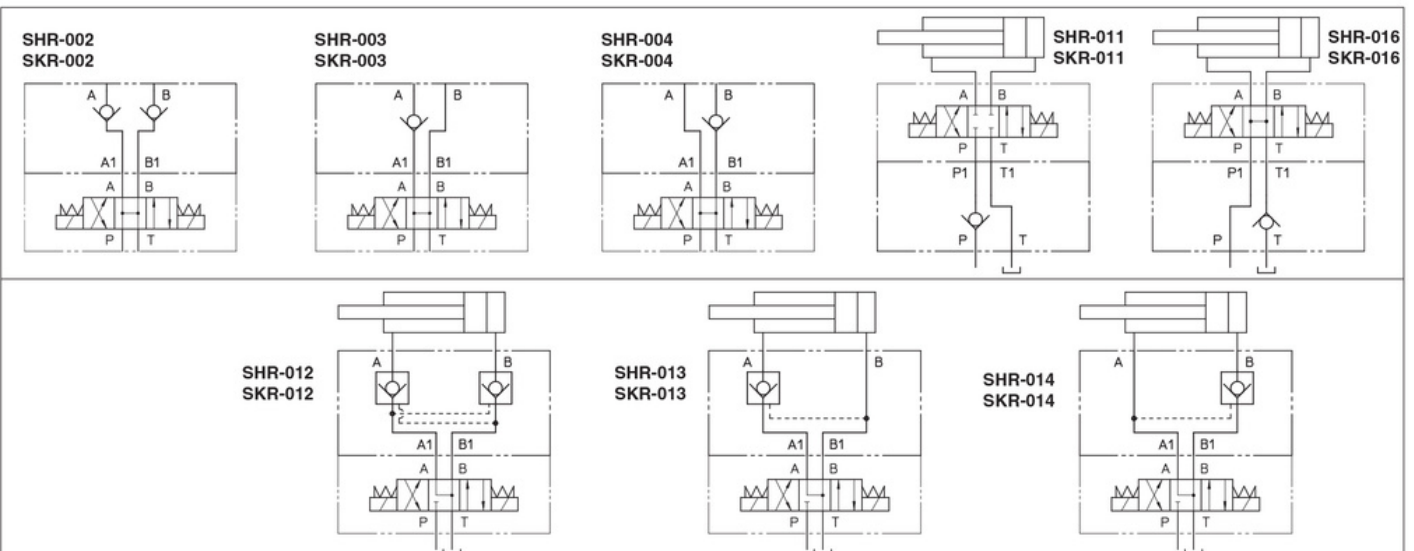 SHR-002
SKR-002
A B
A1 B1
A B
P T
SHR-003
SKR-003
A B
A1 B1
A B
P T
SHR-004
SKR-004
A B
A1 B1
A B
P T
SHR-011
SKR-011
A B
P T
P1 T1
P T
SHR-016
SKR-016
A B
P T
P1 T1
P T
SHR-012
SKR-012
A B
A1 B1
A B
P T
SHR-013
SKR-013
A B
A1 B1
A B
P T
SHR-014
SKR-014
A B
A1 B1
A B
P T